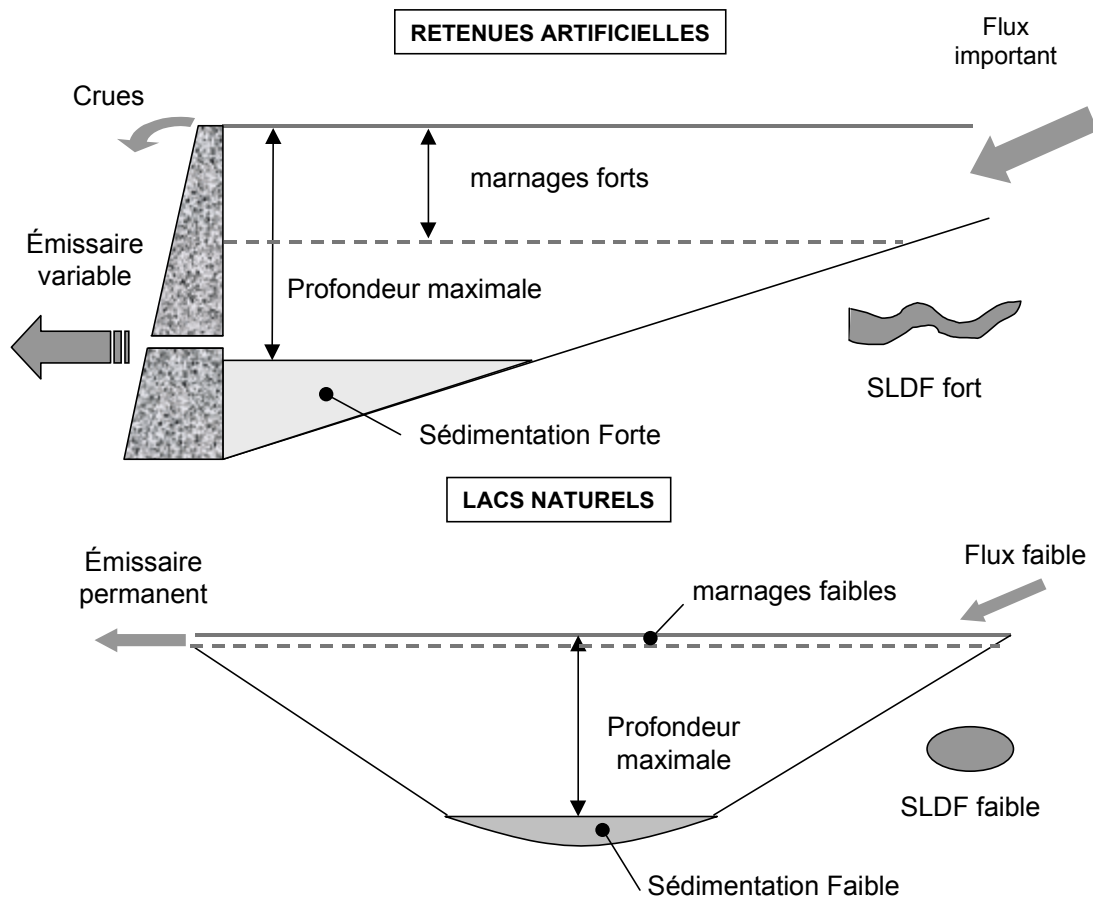 RETENUES ARTIFICIELLES
Flux
important
Crues
marnages forts
Émissaire
variable
Profondeur maximale
SLDF fort
Sédimentation Forte
LACS NATURELS
Émissaire
permanent
Flux faible
marnages faibles
Profondeur
maximale
SLDF faible
Sédimentation Faible